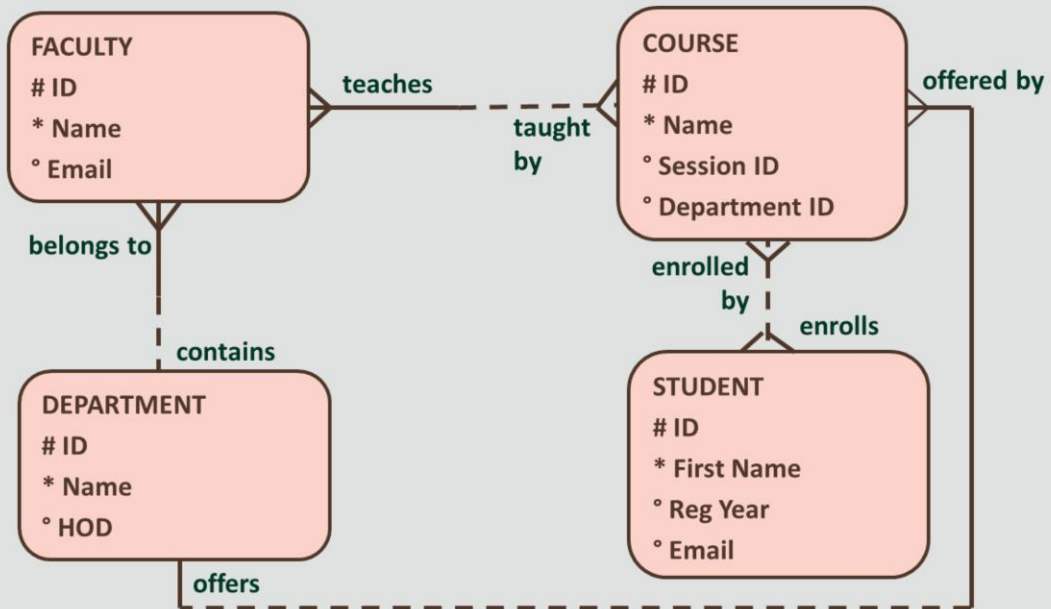 FACULTY
# ID
* Name
° Email
teaches
taught
by
COURSE
# ID
* Name
° Session ID
° Department ID
offered by
belongs to
contains
enrolled
by
enrolls
DEPARTMENT
# ID
* Name
° HOD
STUDENT
# ID
* First Name
° Reg Year
° Email
offers